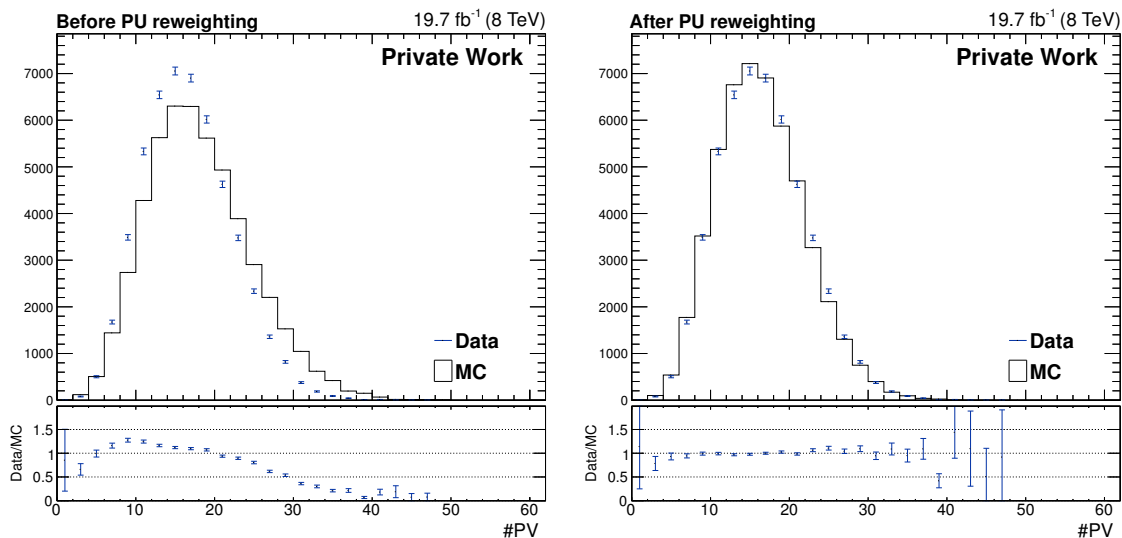 Before PU reweighting 19.7 fb⁻¹ (8 TeV)
Private Work
7000
6000
5000
4000
3000
2000
1000
0
Data
MC
Data/MC
1.5
1
0.5
0
0 10 20 30 40 50 60
#PV
After PU reweighting 19.7 fb⁻¹ (8 TeV)
Private Work
7000
6000
5000
4000
3000
2000
1000
0
Data
MC
Data/MC
1.5
1
0.5
0
0 10 20 30 40 50 60
#PV